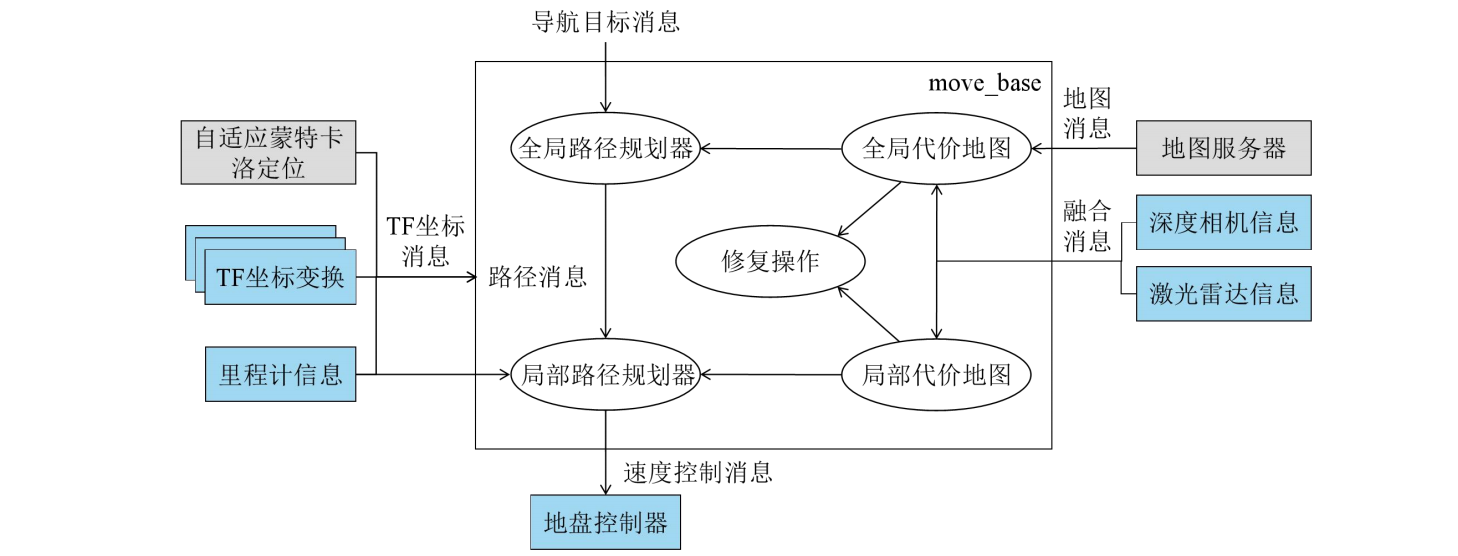 导航目标消息
move_base
地图
消息
自适应蒙特卡
洛定位
全局路径规划器
全局代价地图
地图服务器
TF坐标
消息
融合
消息
深度相机信息
TF坐标变换
路径消息
修复操作
激光雷达信息
里程计信息
局部路径规划器
局部代价地图
速度控制消息
地盘控制器